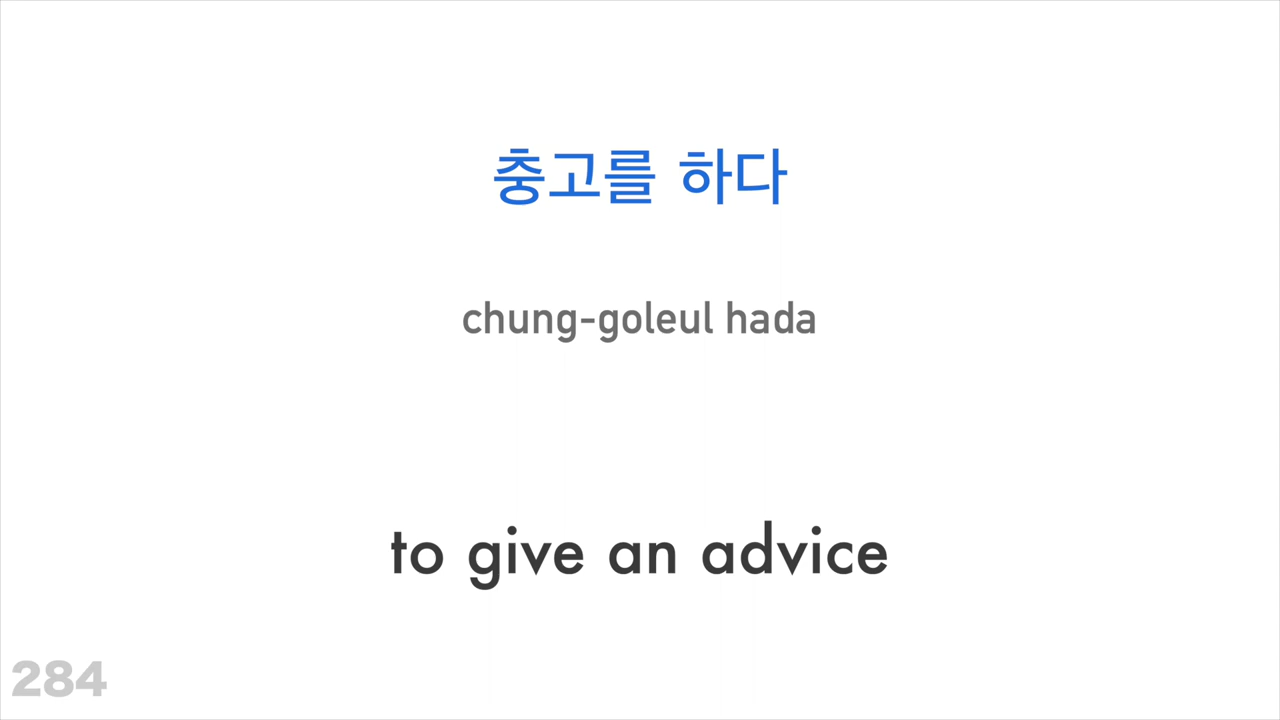 충고를 하다
chung-goleul hada
to give an advice
284